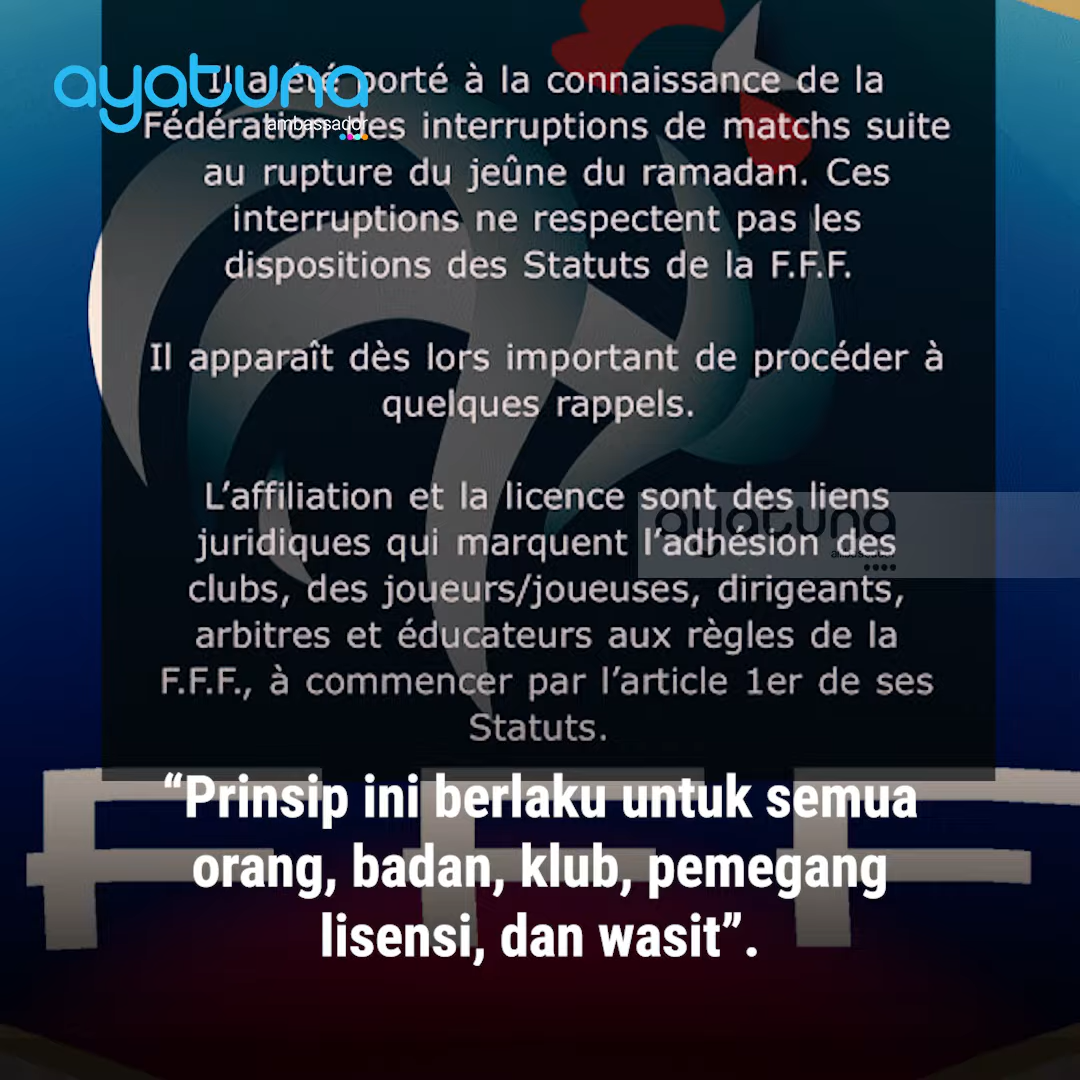 ayatuna
ambassador
Il a été porté à la connaissance de la
Fédération des interruptions de matchs suite
au rupture du jeûne du ramadan. Ces
interruptions ne respectent pas les
dispositions des Statuts de la F.F.F.
Il apparaît dès lors important de procéder à
quelques rappels.
L’affiliation et la licence sont des liens
juridiques qui marquent l’adhésion des
clubs, des joueurs/joueuses, dirigeants,
arbitres et éducateurs aux règles de la
F.F.F., à commencer par l’article 1er de ses
Statuts.
ayatuna
ambassador
FFF
“Prinsip ini berlaku untuk semua
orang, badan, klub, pemegang
lisensi, dan wasit”.